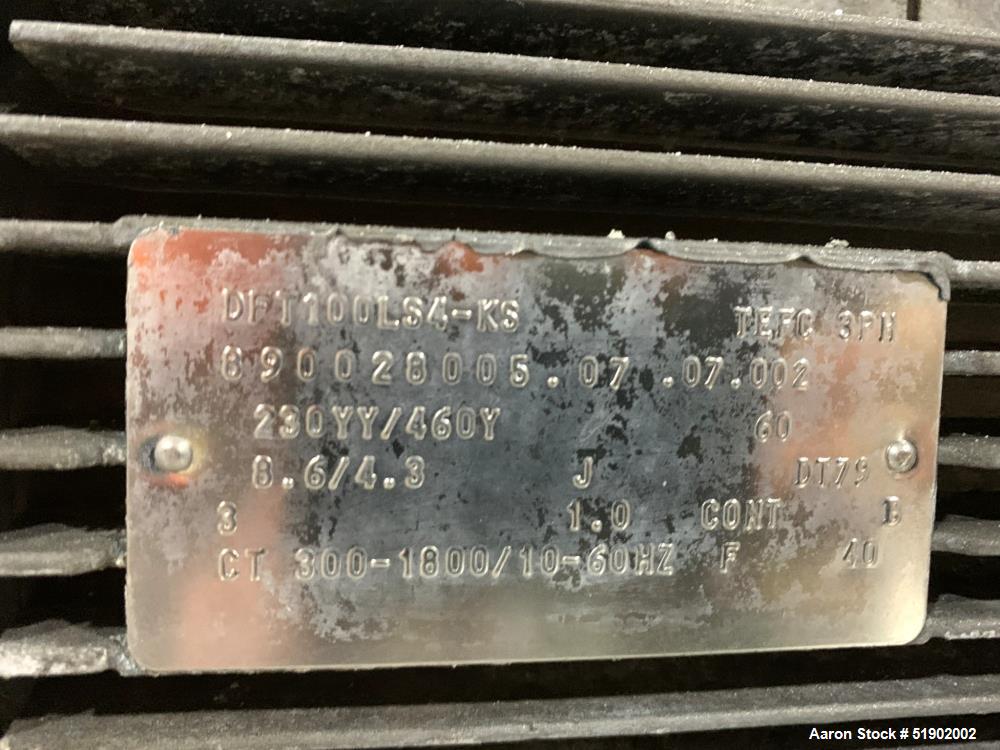 DFT100LS4-KS TEFC 3PH
890028005.07.07.002
230YY/460Y 60
8.6/4.3 J DT79
3 1.0 CONT B
CT 300-1800/10-60HZ F 40
Aaron Stock # 51902002